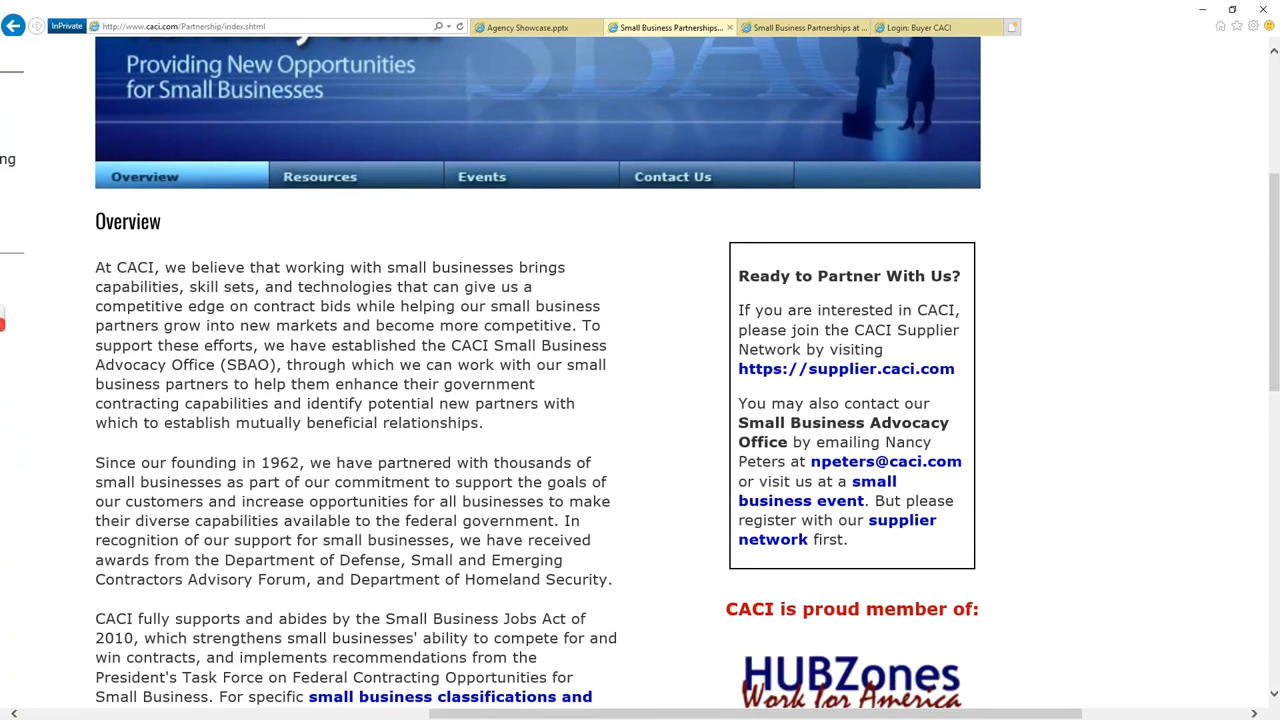 InPrivate
http://www.caci.com/Partnership/index.shtml
Agency Showcase.pptx
Small Business Partnerships...
Small Business Partnerships at ...
Login: Buyer CACI
Providing New Opportunities
for Small Businesses
Overview
Resources
Events
Contact Us
ng
Overview
At CACI, we believe that working with small businesses brings
capabilities, skill sets, and technologies that can give us a
competitive edge on contract bids while helping our small business
partners grow into new markets and become more competitive. To
support these efforts, we have established the CACI Small Business
Advocacy Office (SBAO), through which we can work with our small
business partners to help them enhance their government
contracting capabilities and identify potential new partners with
which to establish mutually beneficial relationships.
Since our founding in 1962, we have partnered with thousands of
small businesses as part of our commitment to support the goals of
our customers and increase opportunities for all businesses to make
their diverse capabilities available to the federal government. In
recognition of our support for small businesses, we have received
awards from the Department of Defense, Small and Emerging
Contractors Advisory Forum, and Department of Homeland Security.
CACI fully supports and abides by the Small Business Jobs Act of
2010, which strengthens small businesses' ability to compete for and
win contracts, and implements recommendations from the
President's Task Force on Federal Contracting Opportunities for
Small Business. For specific small business classifications and
Ready to Partner With Us?
If you are interested in CACI,
please join the CACI Supplier
Network by visiting
https://supplier.caci.com
You may also contact our
Small Business Advocacy
Office by emailing Nancy
Peters at npeters@caci.com
or visit us at a small
business event. But please
register with our supplier
network first.
CACI is proud member of:
HUBZones
Work for America